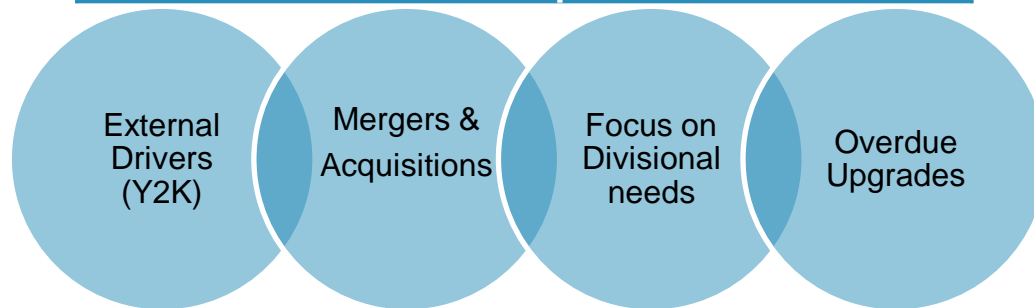 External
Drivers
(Y2K)
Mergers &
Acquisitions
Focus on
Divisional
needs
Overdue
Upgrades